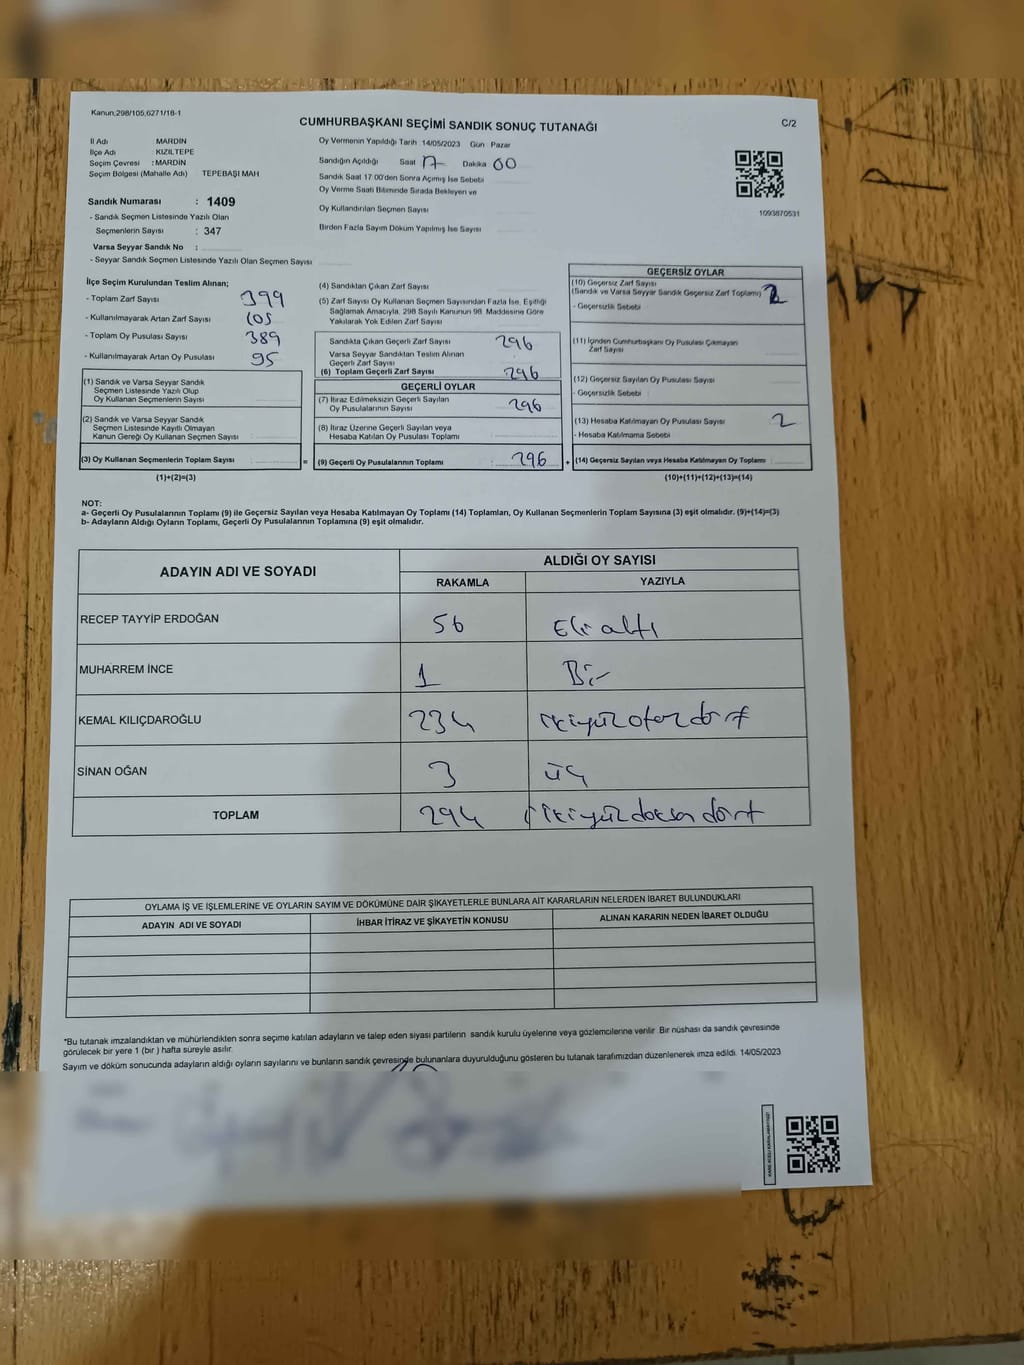 Kanun,298/105,6271/18-1
CUMHURBAŞKANI SEÇİMİ SANDIK SONUÇ TUTANAĞI
C/2
İl Adı MARDİN
İlçe Adı KIZILTEPE
Seçim Çevresi : MARDİN
Seçim Bölgesi (Mahalle Adı) TEPEBAŞI MAH
Oy Vermenin Yapıldığı Tarih 14/05/2023 Gün Pazar
Sandığın Açıldığı Saat 17 Dakika 00
Sandık Saat 17:00'den Sonra Açımış İse Sebebi
Oy Verme Saati Bitiminde Sırada Bekleyen ve
Oy Kullandırılan Seçmen Sayısı
Birden Fazla Sayım Döküm Yapılmış İse Sayısı
1093870531
Sandık Numarası : 1409
- Sandık Seçmen Listesinde Yazılı Olan
Seçmenlerin Sayısı : 347
Varsa Seyyar Sandık No :
- Seyyar Sandık Seçmen Listesinde Yazılı Olan Seçmen Sayısı
İlçe Seçim Kurulundan Teslim Alınan;
- Toplam Zarf Sayısı 399
- Kullanılmayarak Artan Zarf Sayısı 105
- Toplam Oy Pusulası Sayısı 389
- Kullanılmayarak Artan Oy Pusulası 95
(1) Sandık ve Varsa Seyyar Sandık
Seçmen Listesinde Yazılı Olup
Oy Kullanan Seçmenlerin Sayısı
(2) Sandık ve Varsa Seyyar Sandık
Seçmen Listesinde Kayıtlı Olmayan
Kanun Gereği Oy Kullanan Seçmen Sayısı
(3) Oy Kullanan Seçmenlerin Toplam Sayısı
(1)+(2)=(3)
(4) Sandıktan Çıkan Zarf Sayısı
(5) Zarf Sayısı Oy Kullanan Seçmen Sayısından Fazla İse, Eşitliği
Sağlamak Amacıyla, 298 Sayılı Kanunun 98. Maddesine Göre
Yakılarak Yok Edilen Zarf Sayısı
Sandıkta Çıkan Geçerli Zarf Sayısı 296
Varsa Seyyar Sandıktan Teslim Alınan
Geçerli Zarf Sayısı
(6) Toplam Geçerli Zarf Sayısı 296
GEÇERLİ OYLAR
(7) İtiraz Edilmeksizin Geçerli Sayılan
Oy Pusulalarının Sayısı 296
(8) İtiraz Üzerine Geçerli Sayılan veya
Hesaba Katılan Oy Pusulası Toplamı
= (9) Geçerli Oy Pusulalarının Toplamı : 296 +
GEÇERSİZ OYLAR
(10) Geçersiz Zarf Sayısı
(Sandık ve Varsa Seyyar Sandık Geçersiz Zarf Toplamı) 2
- Geçersizlik Sebebi
(11) İçinden Cumhurbaşkanı Oy Pusulası Çıkmayan
Zarf Sayısı
(12) Geçersiz Sayılan Oy Pusulası Sayısı
- Geçersizlik Sebebi :
(13) Hesaba Katılmayan Oy Pusulası Sayısı 2
- Hesaba Katılmama Sebebi
(14) Geçersiz Sayılan veya Hesaba Katılmayan Oy Toplamı
(10)+(11)+(12)+(13)=(14)
NOT:
a- Geçerli Oy Pusulalarının Toplamı (9) ile Geçersiz Sayılan veya Hesaba Katılmayan Oy Toplamı (14) Toplamları, Oy Kullanan Seçmenlerin Toplam Sayısına (3) eşit olmalıdır. (9)+(14)=(3)
b- Adayların Aldığı Oyların Toplamı, Geçerli Oy Pusulalarının Toplamına (9) eşit olmalıdır.
ADAYIN ADI VE SOYADI
ALDIĞI OY SAYISI
RAKAMLA YAZIYLA
RECEP TAYYİP ERDOĞAN 56 Elli altı
MUHARREM İNCE 1 Bir
KEMAL KILIÇDAROĞLU 234 ikiyüzotuzdört
SİNAN OĞAN 3 üç
TOPLAM 294 ikiyüzdoksandört
OYLAMA İŞ VE İŞLEMLERİNE VE OYLARIN SAYIM VE DÖKÜMÜNE DAİR ŞİKAYETLERLE BUNLARA AİT KARARLARIN NELERDEN İBARET BULUNDUKLARI
ADAYIN ADI VE SOYADI İHBAR İTİRAZ VE ŞİKAYETİN KONUSU ALINAN KARARIN NEDEN İBARET OLDUĞU
*Bu tutanak imzalandıktan ve mühürlendikten sonra seçime katılan adayların ve talep eden siyasi partilerin sandık kurulu üyelerine veya gözlemcilerine verilir. Bir nüshası da sandık çevresinde
görülecek bir yere 1 (bir ) hafta süreyle asılır.
Sayım ve döküm sonucunda adayların aldığı oyların sayılarını ve bunların sandık çevresinde bulunanlara duyurulduğunu gösteren bu tutanak tarafımızdan düzenlenerek imza edildi. 14/05/2023